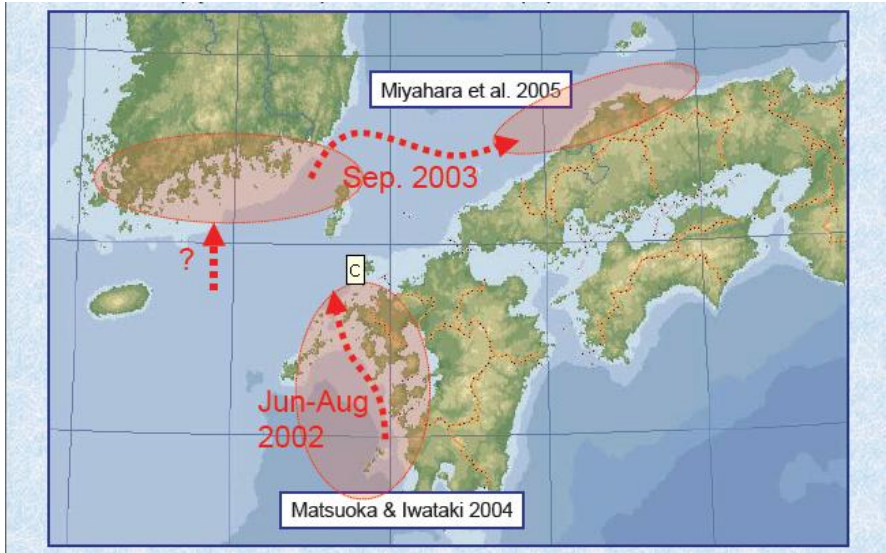 Miyahara et al. 2005
Sep. 2003
?
C
Jun-Aug
2002
Matsuoka & Iwataki 2004